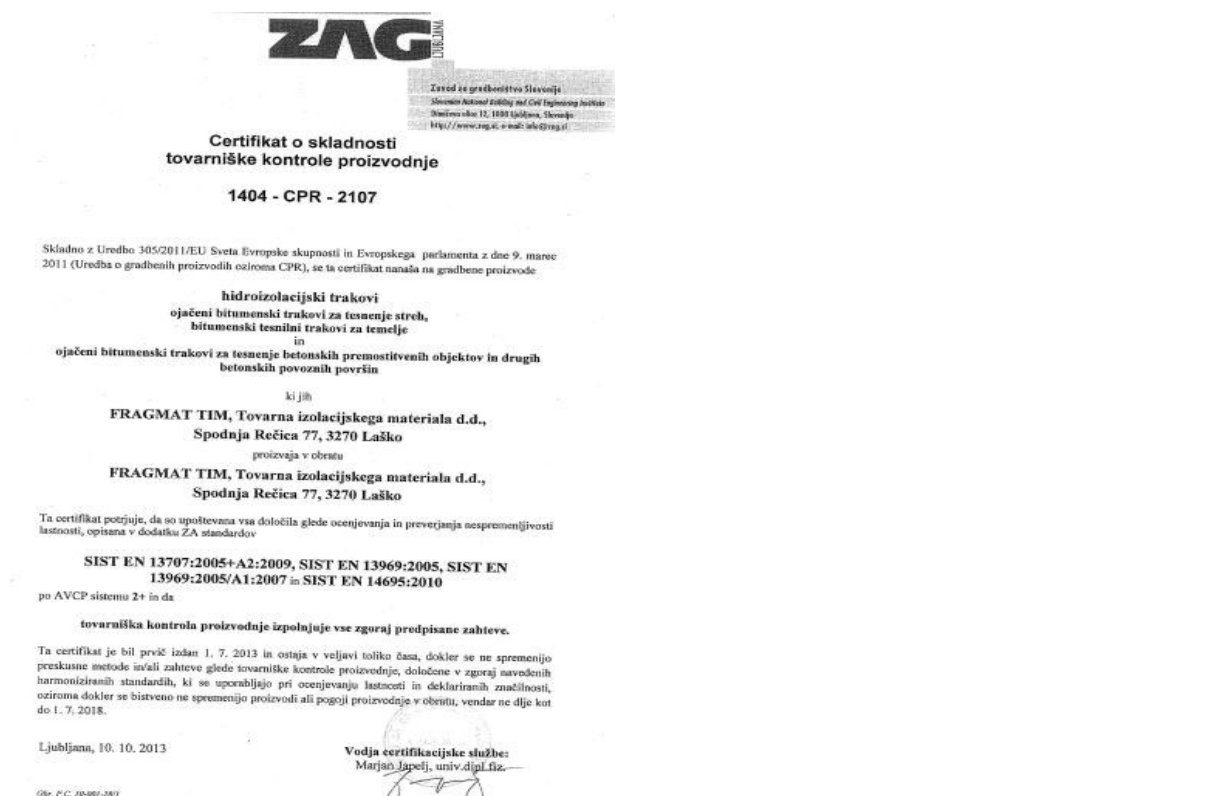 ZAG
LJUBLJANA
Zavod za gradbeništvo Slovenije
Slovenian National Building and Civil Engineering Institute
Dimičeva ulica 12, 1000 Ljubljana, Slovenija
http://www.zag.si, e-mail: info@zag.si
Certifikat o skladnosti
tovarniške kontrole proizvodnje
1404 - CPR - 2107
Skladno z Uredbo 305/2011/EU Sveta Evropske skupnosti in Evropskega parlamenta z dne 9. marec
2011 (Uredba o gradbenih proizvodih oziroma CPR), se ta certifikat nanaša na gradbene proizvode
hidroizolacijski trakovi
ojačeni bitumenski trakovi za tesnenje streh,
bitumenski tesnilni trakovi za temelje
in
ojačeni bitumenski trakovi za tesnenje betonskih premostitvenih objektov in drugih
betonskih povoznih površin
ki jih
FRAGMAT TIM, Tovarna izolacijskega materiala d.d.,
Spodnja Rečica 77, 3270 Laško
proizvaja v obratu
FRAGMAT TIM, Tovarna izolacijskega materiala d.d.,
Spodnja Rečica 77, 3270 Laško
Ta certifikat potrjuje, da so upoštevana vsa določila glede ocenjevanja in preverjanja nespremenljivosti
lastnosti, opisana v dodatku ZA standardov
SIST EN 13707:2005+A2:2009, SIST EN 13969:2005, SIST EN
13969:2005/A1:2007 in SIST EN 14695:2010
po AVCP sistemu 2+ in da
tovarniška kontrola proizvodnje izpolnjuje vse zgoraj predpisane zahteve.
Ta certifikat je bil prvič izdan 1. 7. 2013 in ostaja v veljavi toliko časa, dokler se ne spremenijo
preskusne metode in/ali zahteve glede tovarniške kontrole proizvodnje, določene v zgoraj navedenih
harmoniziranih standardih, ki se uporabljajo pri ocenjevanju lastnosti in deklariranih značilnosti,
oziroma dokler se bistveno ne spremenijo proizvodi ali pogoji proizvodnje v obratu, vendar ne dlje kot
do 1. 7. 2018.
Ljubljana, 10. 10. 2013
Vodja certifikacijske službe:
Marjan Japelj, univ.dipl.fiz.